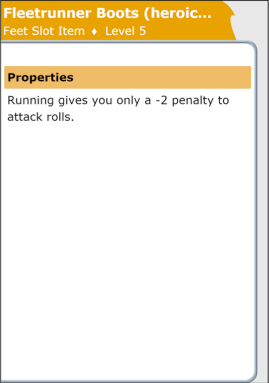 Fleetrunner Boots (heroic...
Feet Slot Item ♦ Level 5
Properties
Running gives you only a -2 penalty to
attack rolls.